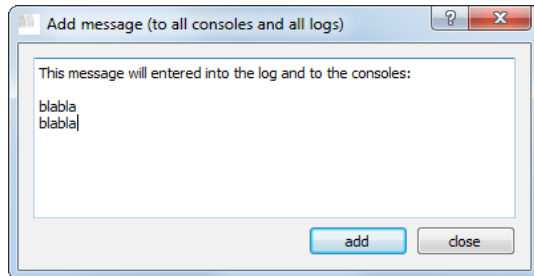 Add message (to all consoles and all logs)
This message will entered into the log and to the consoles:
blabla
blabla
add close